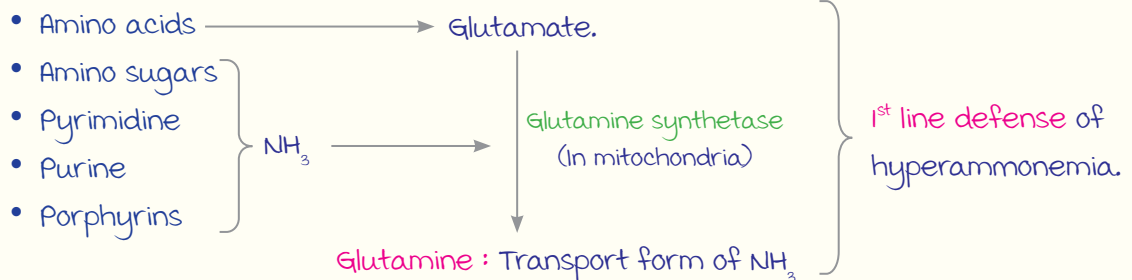 • Amino acids
Glutamate.
• Amino sugars
• Pyrimidine
• Purine
• Porphyrins
NH₃
Glutamine synthetase
(In mitochondria)
Glutamine : Transport form of NH₃
1ˢᵗ line defense of
hyperammonemia.